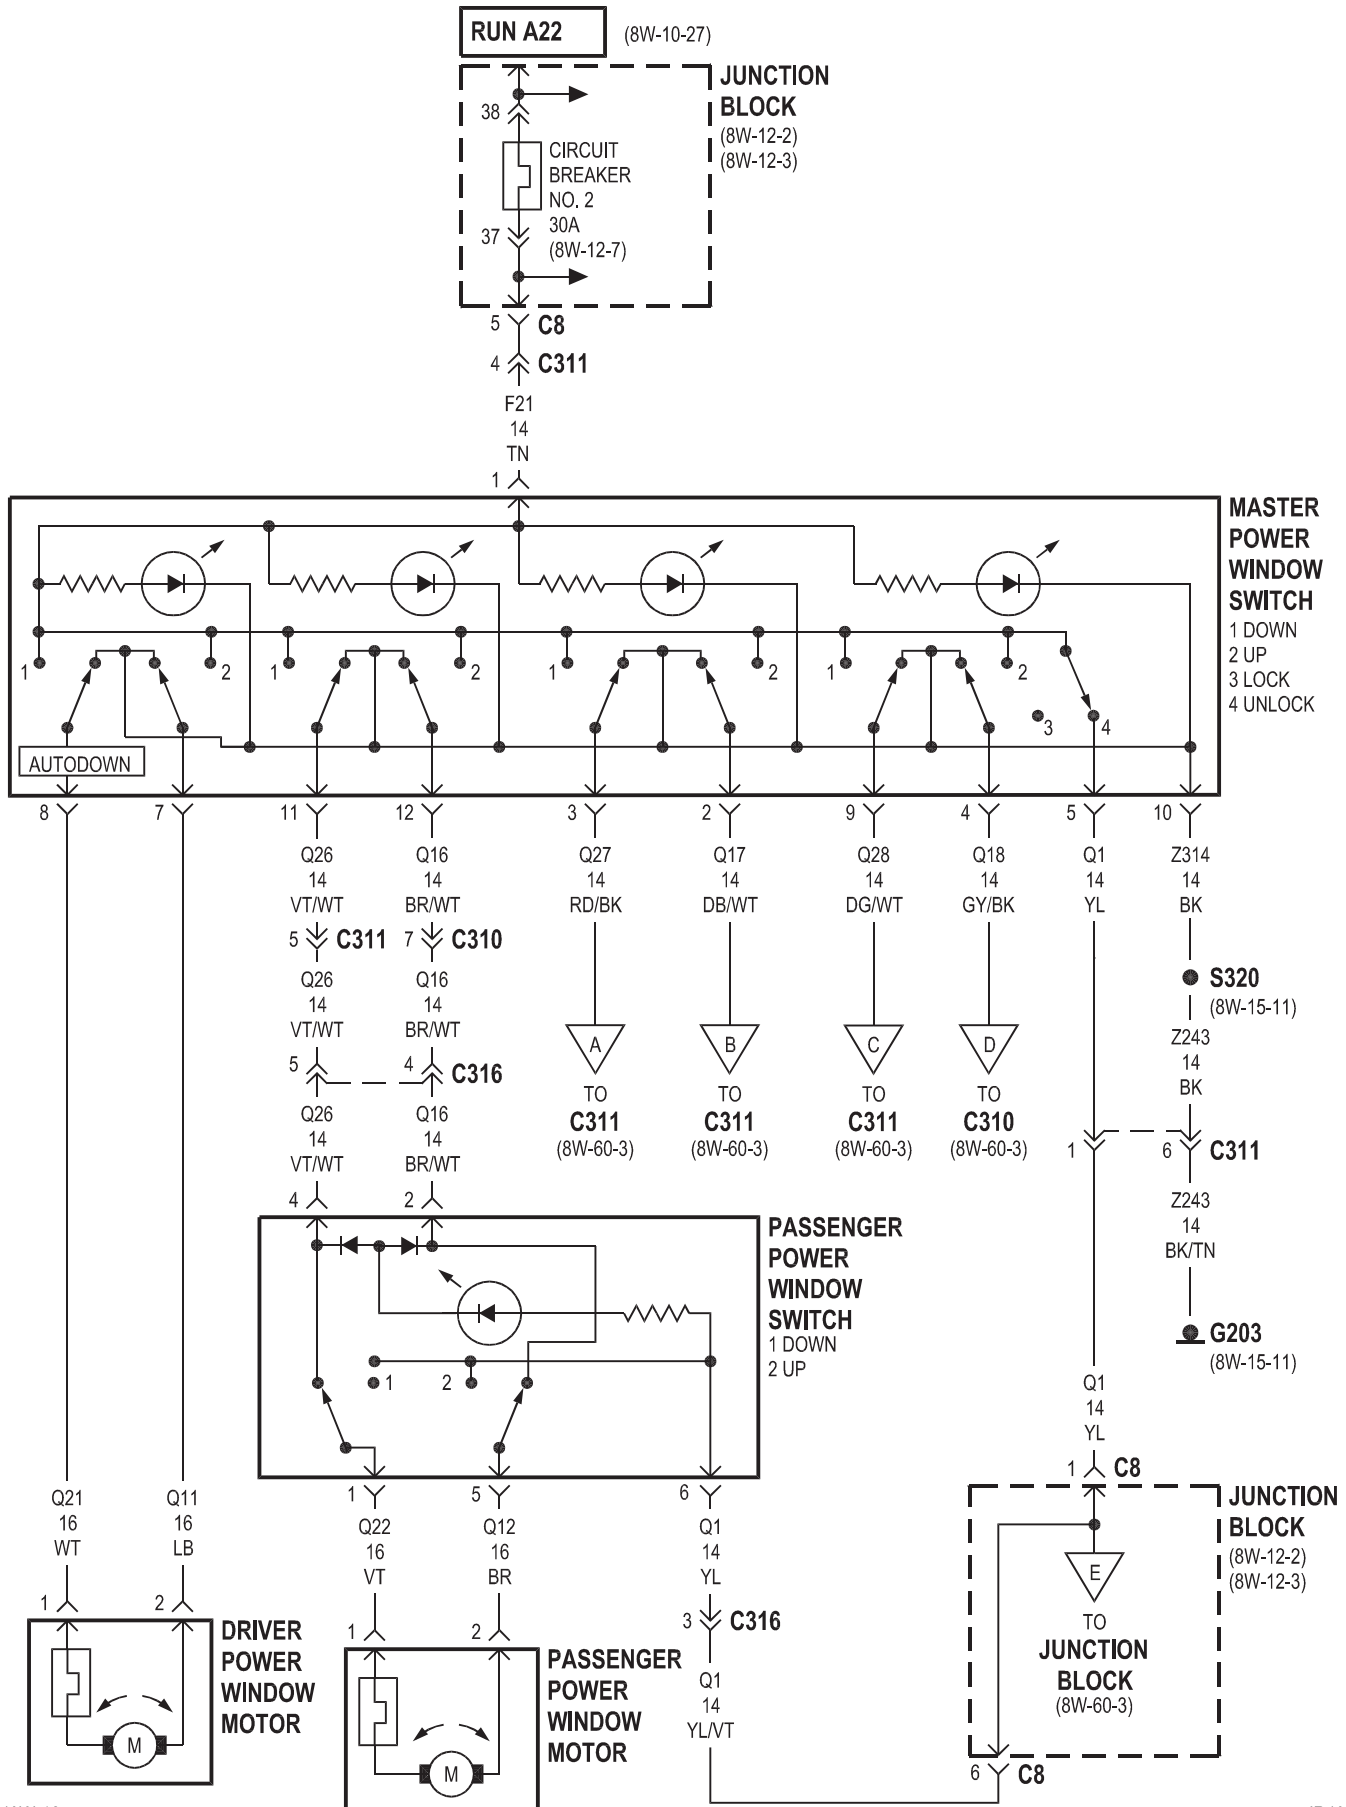 RUN A22 (8W-10-27)
JUNCTION
BLOCK
(8W-12-2)
(8W-12-3)
38
CIRCUIT
BREAKER
NO. 2
30A
(8W-12-7)
37
5 C8
4 C311
F21
14
TN
1
MASTER
POWER
WINDOW
SWITCH
1 DOWN
2 UP
3 LOCK
4 UNLOCK
1 2 1 2 1 2 1 2
3 4
AUTODOWN
8 7 11 12 3 2 9 4 5 10
Q26 Q16 Q27 Q17 Q28 Q18 Q1 Z314
14 14 14 14 14 14 14 14
VT/WT BR/WT RD/BK DB/WT DG/WT GY/BK YL BK
5 C311 7 C310
Q26 Q16
14 14
VT/WT BR/WT
S320
(8W-15-11)
Z243
14
BK
A B C D
5 4 C316
TO TO TO TO
C311 C311 C311 C310
(8W-60-3) (8W-60-3) (8W-60-3) (8W-60-3)
Q26 Q16
14 14
VT/WT BR/WT
1 6 C311
4 2
Z243
14
BK/TN
PASSENGER
POWER
WINDOW
SWITCH
1 DOWN
2 UP
1 2
G203
(8W-15-11)
Q1
14
YL
1 C8
1 5 6
Q21 Q11
16 16
WT LB
Q22 Q12 Q1
16 16 14
VT BR YL
JUNCTION
BLOCK
(8W-12-2)
(8W-12-3)
E
TO
JUNCTION
BLOCK
(8W-60-3)
1 2
DRIVER
POWER
WINDOW
MOTOR
M
3 C316
1 2
PASSENGER
POWER
WINDOW
MOTOR
M
Q1
14
YL/VT
6 C8